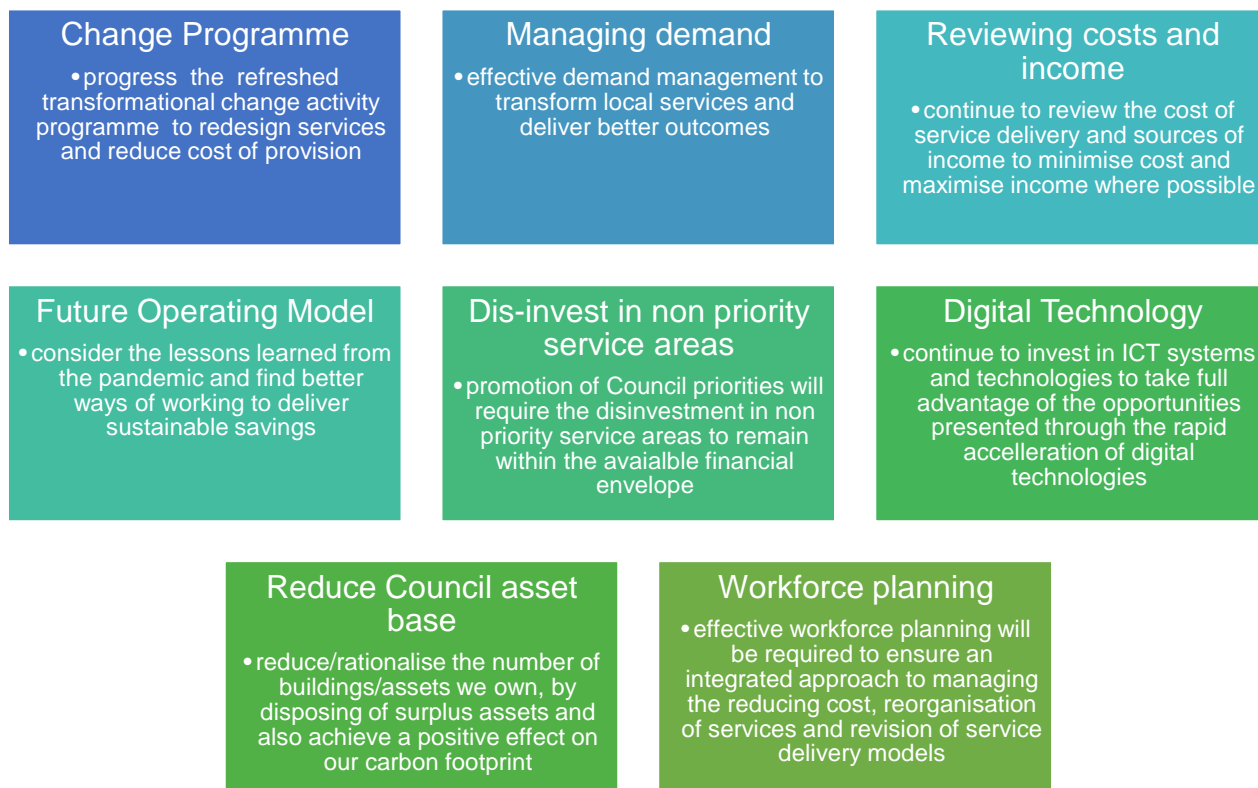 Change Programme
•progress the refreshed
transformational change activity
programme to redesign services
and reduce cost of provision
Managing demand
•effective demand management to
transform local services and
deliver better outcomes
Reviewing costs and
income
•continue to review the cost of
service delivery and sources of
income to minimise cost and
maximise income where possible
Future Operating Model
•consider the lessons learned from
the pandemic and find better
ways of working to deliver
sustainable savings
Dis-invest in non priority
service areas
•promotion of Council priorities will
require the disinvestment in non
priority service areas to remain
within the avaialble financial
envelope
Digital Technology
•continue to invest in ICT systems
and technologies to take full
advantage of the opportunities
presented through the rapid
accelleration of digital
technologies
Reduce Council asset
base
•reduce/rationalise the number of
buildings/assets we own, by
disposing of surplus assets and
also achieve a positive effect on
our carbon footprint
Workforce planning
•effective workforce planning will
be required to ensure an
integrated approach to managing
the reducing cost, reorganisation
of services and revision of service
delivery models